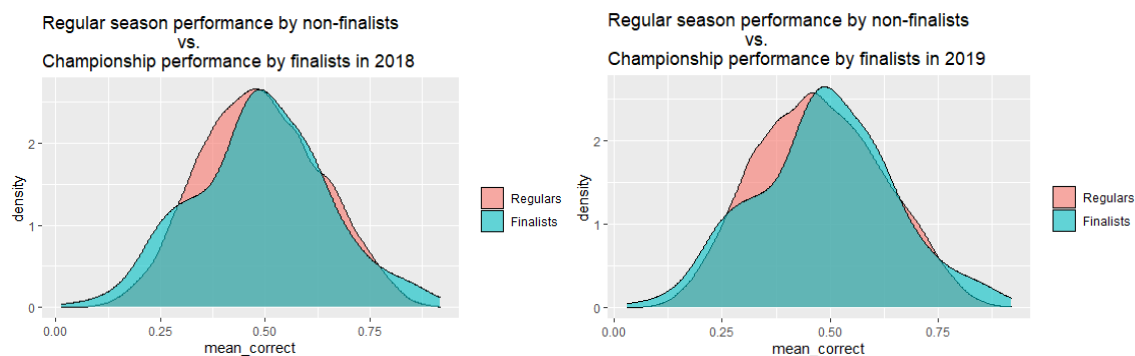 Regular season performance by non-finalists
vs.
Championship performance by finalists in 2018
density
2
1
0
0.00 0.25 0.50 0.75
mean_correct
Regulars
Finalists
Regular season performance by non-finalists
vs.
Championship performance by finalists in 2019
density
2
1
0
0.00 0.25 0.50 0.75
mean_correct
Regulars
Finalists